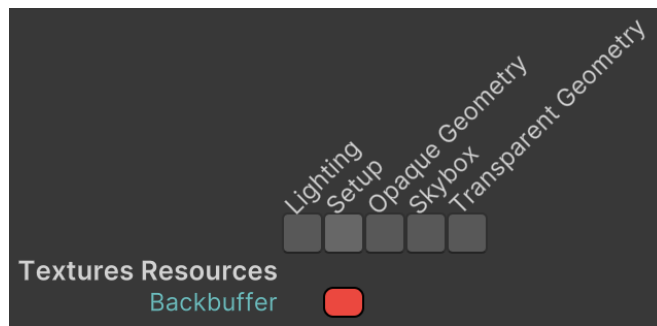 Lighting
Setup
Opaque Geometry
Skybox
Transparent Geometry
Textures Resources
Backbuffer